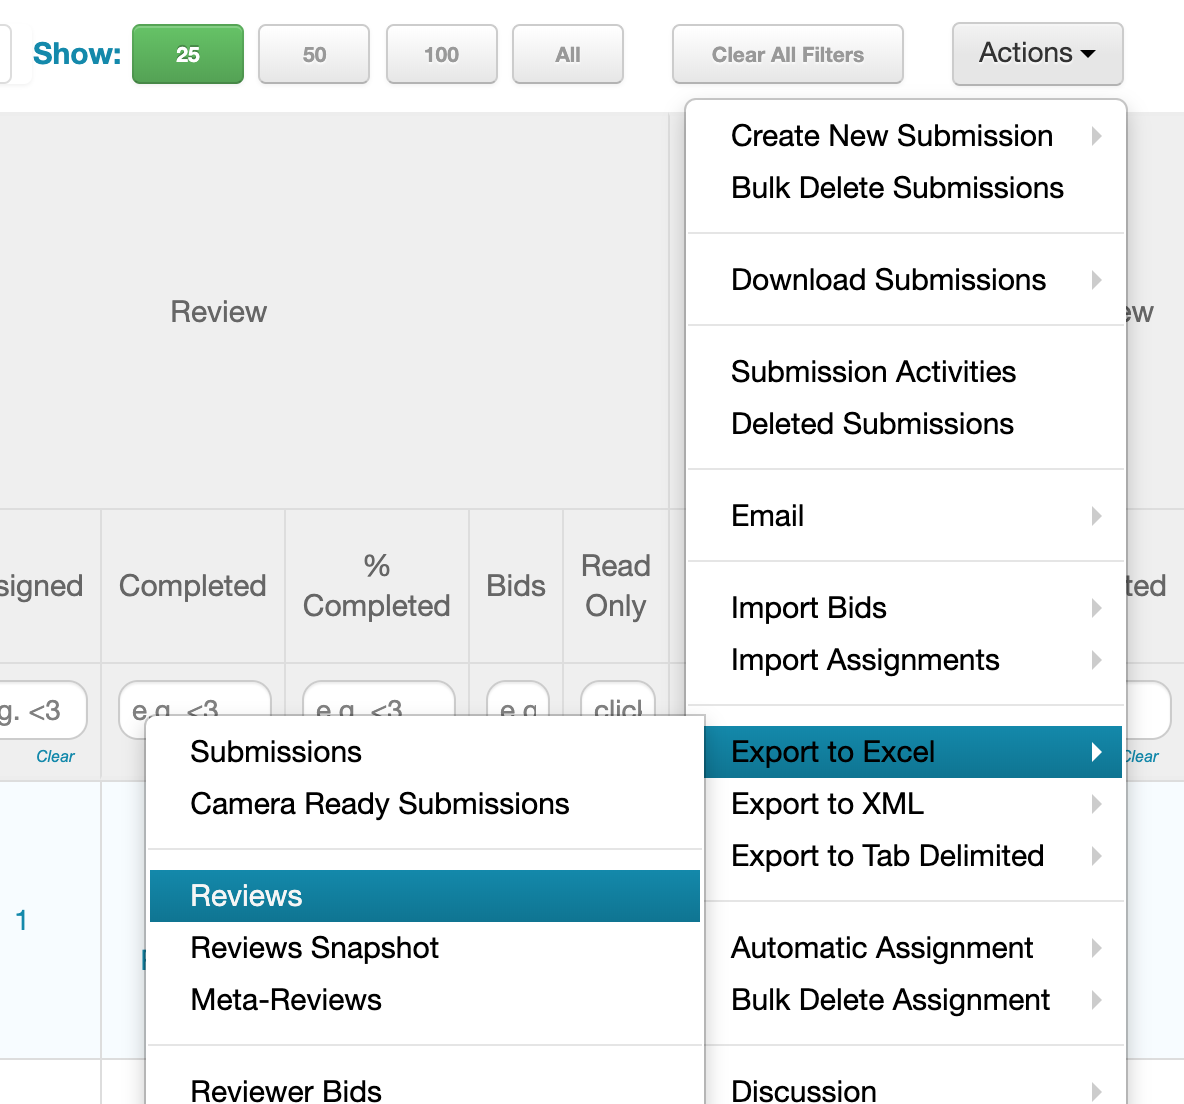 Show: 25 50 100 All Clear All Filters Actions
Create New Submission
Bulk Delete Submissions
Download Submissions
Review
Submission Activities
Deleted Submissions
Email
signed Completed % Completed Bids Read Only
Import Bids
Import Assignments
g. <3 e.g. <3 e.g. <3 e.g click
Clear Clear
Export to Excel
Export to XML
Export to Tab Delimited
Submissions
Camera Ready Submissions
Reviews
Reviews Snapshot
Meta-Reviews
Reviewer Bids
1
Automatic Assignment
Bulk Delete Assignment
Discussion